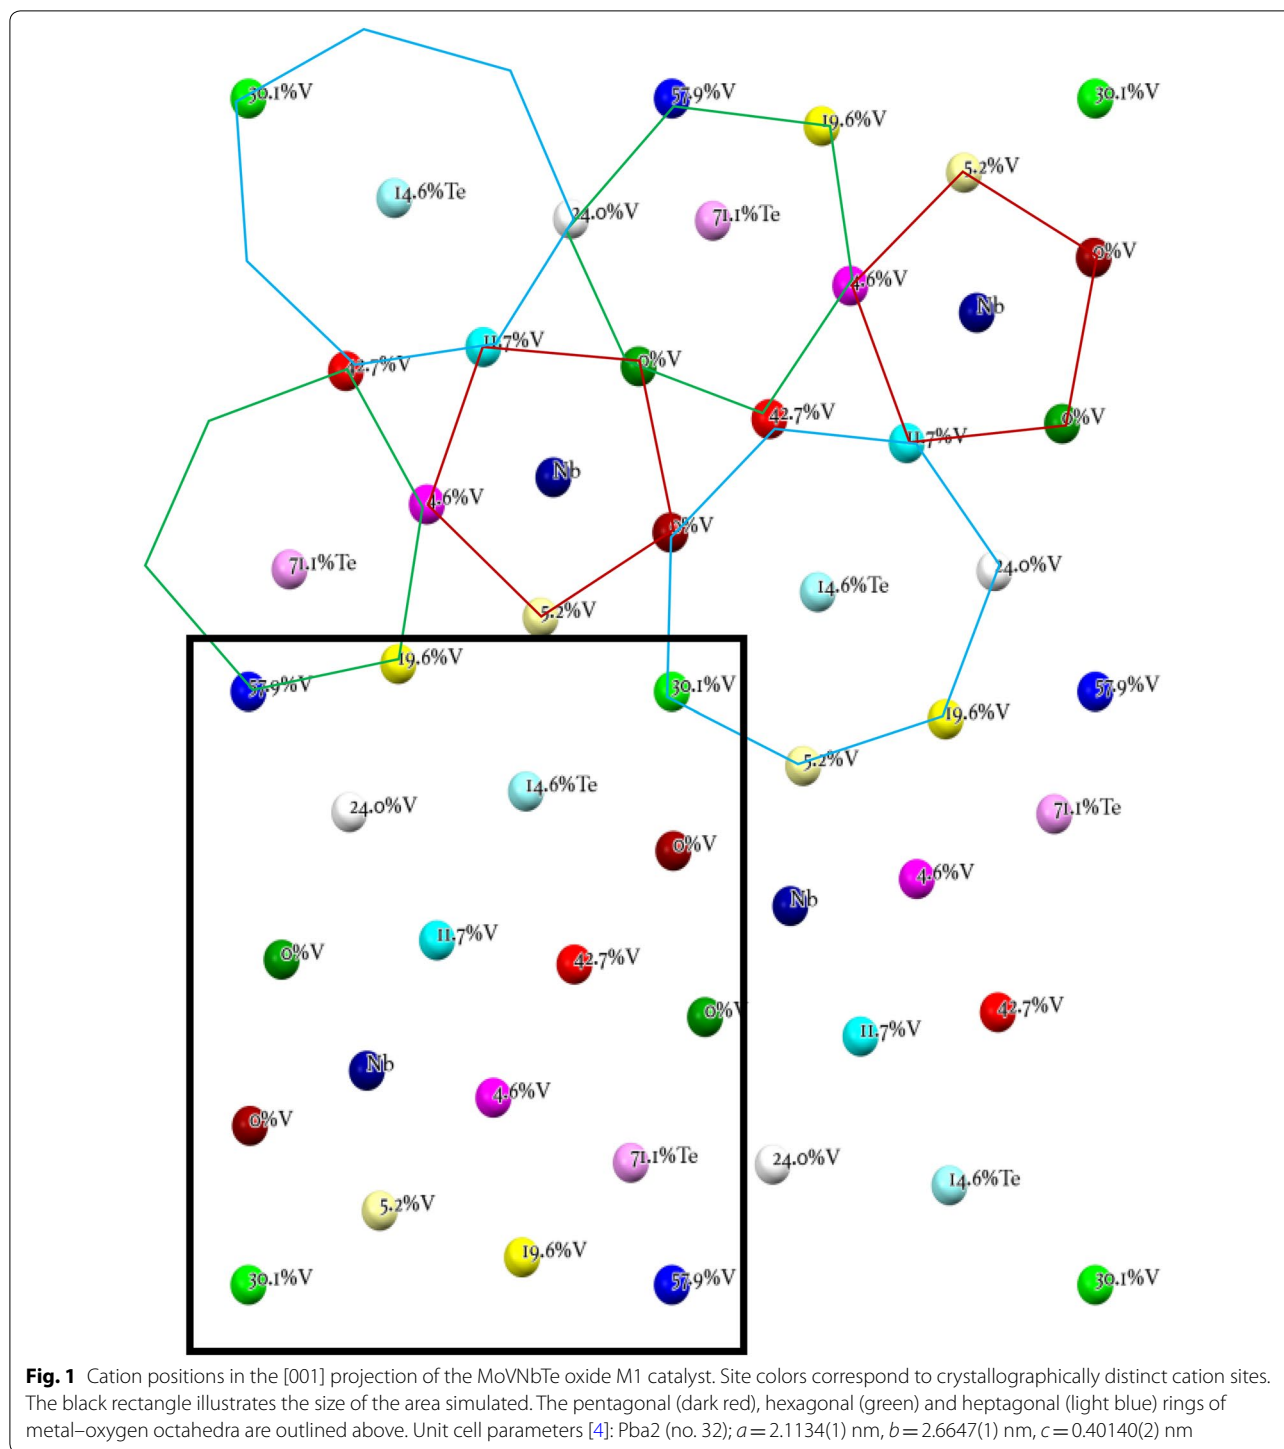 30.1%V
57.9%V
30.1%V
19.6%V
5.2%V
14.6%Te
24.0%V
71.1%Te
0%V
4.6%V
Nb
11.7%V
42.7%V
0%V
42.7%V
11.7%V
0%V
Nb
4.6%V
0%V
71.1%Te
24.0%V
14.6%Te
5.2%V
19.6%V
57.9%V
30.1%V
57.9%V
19.6%V
5.2%V
14.6%Te
24.0%V
71.1%Te
0%V
4.6%V
Nb
11.7%V
0%V
42.7%V
0%V
42.7%V
11.7%V
Nb
4.6%V
0%V
71.1%Te
24.0%V
14.6%Te
5.2%V
19.6%V
30.1%V
57.9%V
30.1%V
Fig. 1 Cation positions in the [001] projection of the MoVNbTe oxide M1 catalyst. Site colors correspond to crystallographically distinct cation sites.
The black rectangle illustrates the size of the area simulated. The pentagonal (dark red), hexagonal (green) and heptagonal (light blue) rings of
metal–oxygen octahedra are outlined above. Unit cell parameters [4]: Pba2 (no. 32); a = 2.1134(1) nm, b = 2.6647(1) nm, c = 0.40140(2) nm